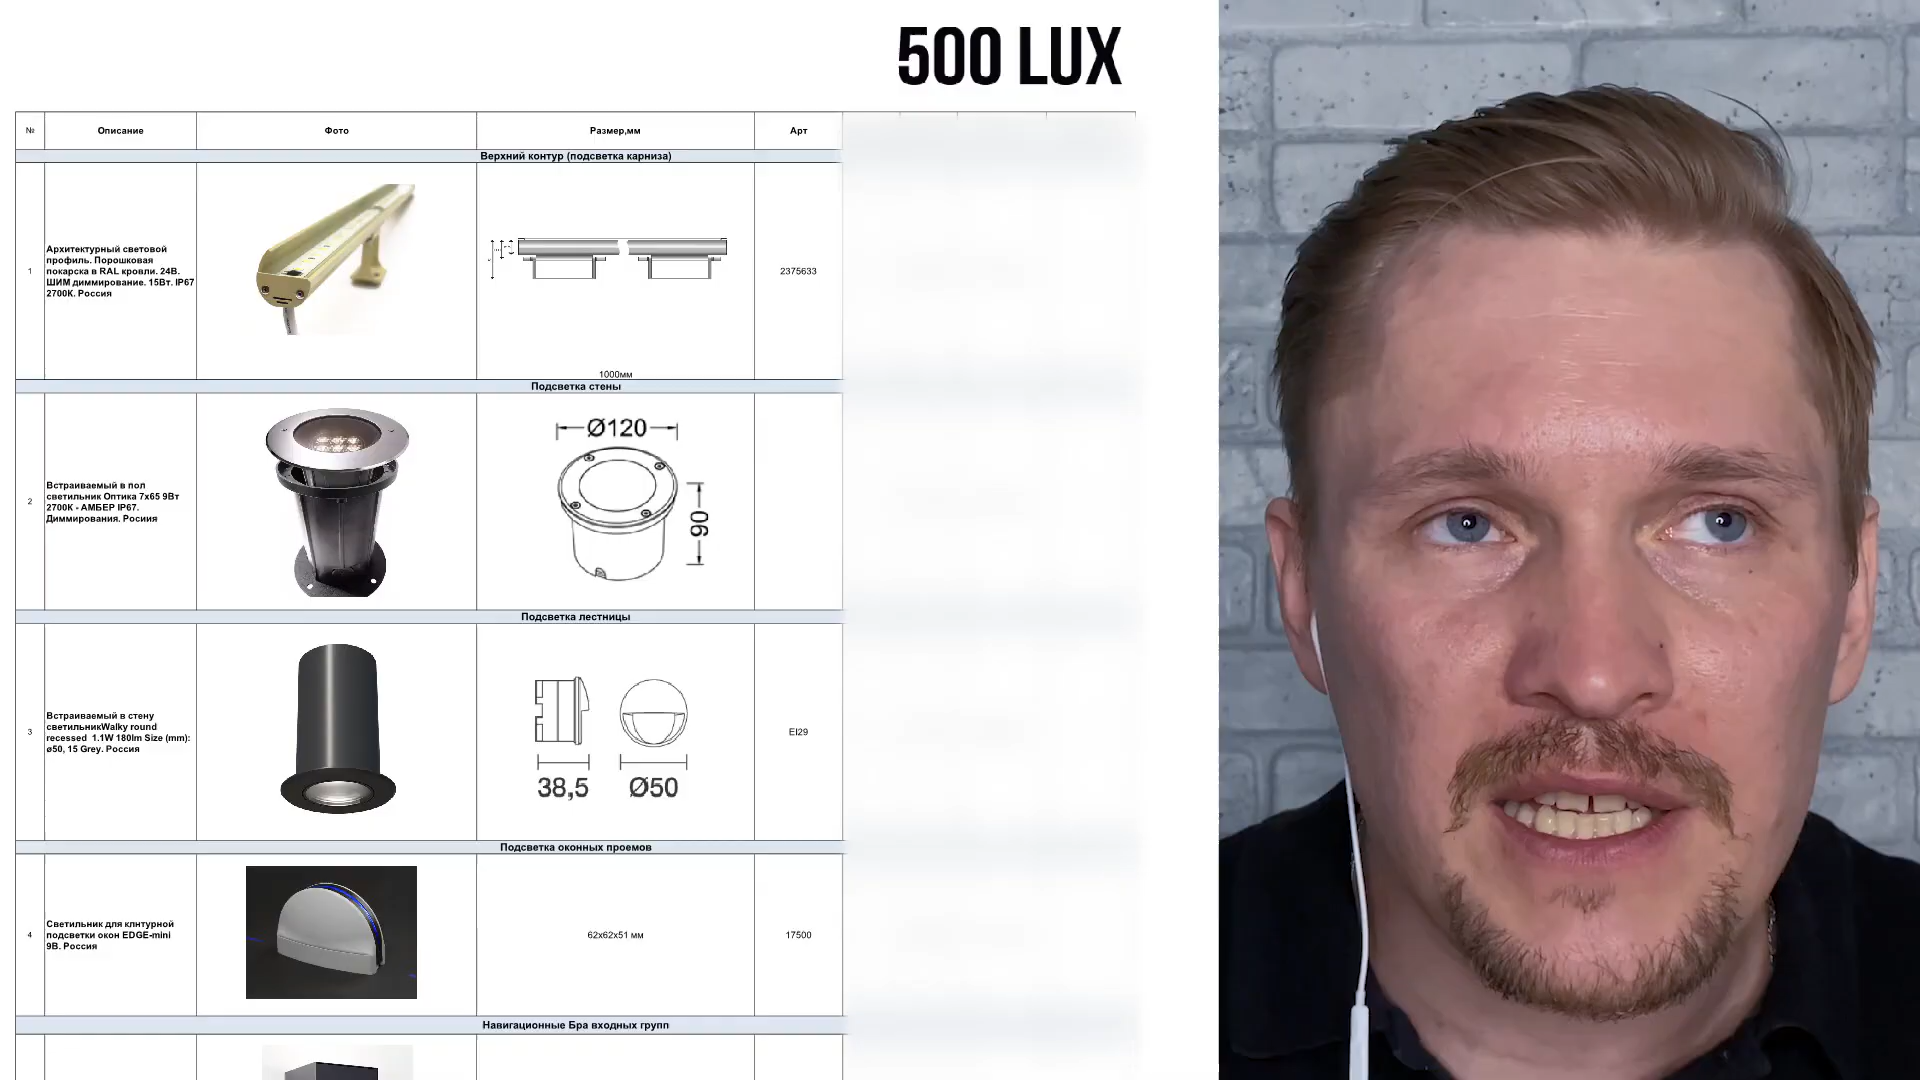 500 LUX
№ Описание Фото Размер,мм Арт
Верхний контур (подсветка карниза)
1
Архитектурный световой
профиль. Порошковая
покарска в RAL кровли. 24В.
ШИМ диммирование. 15Вт. IP67
2700К. Россия
1000мм
2375633
Подсветка стены
2
Встраиваемый в пол
светильник Оптика 7х65 9Вт
2700К - АМБЕР IP67.
Диммирования. Росиия
Ø120
90
Подсветка лестницы
3
Встраиваемый в стену
светильникWalky round
recessed 1.1W 180lm Size (mm):
ø50, 15 Grey. Россия
38,5 Ø50
EI29
Подсветка оконных проемов
4
Светильник для клнтурной
подсветки окон EDGE-mini
9В. Россия
62x62x51 мм
17500
Навигационные Бра входных групп